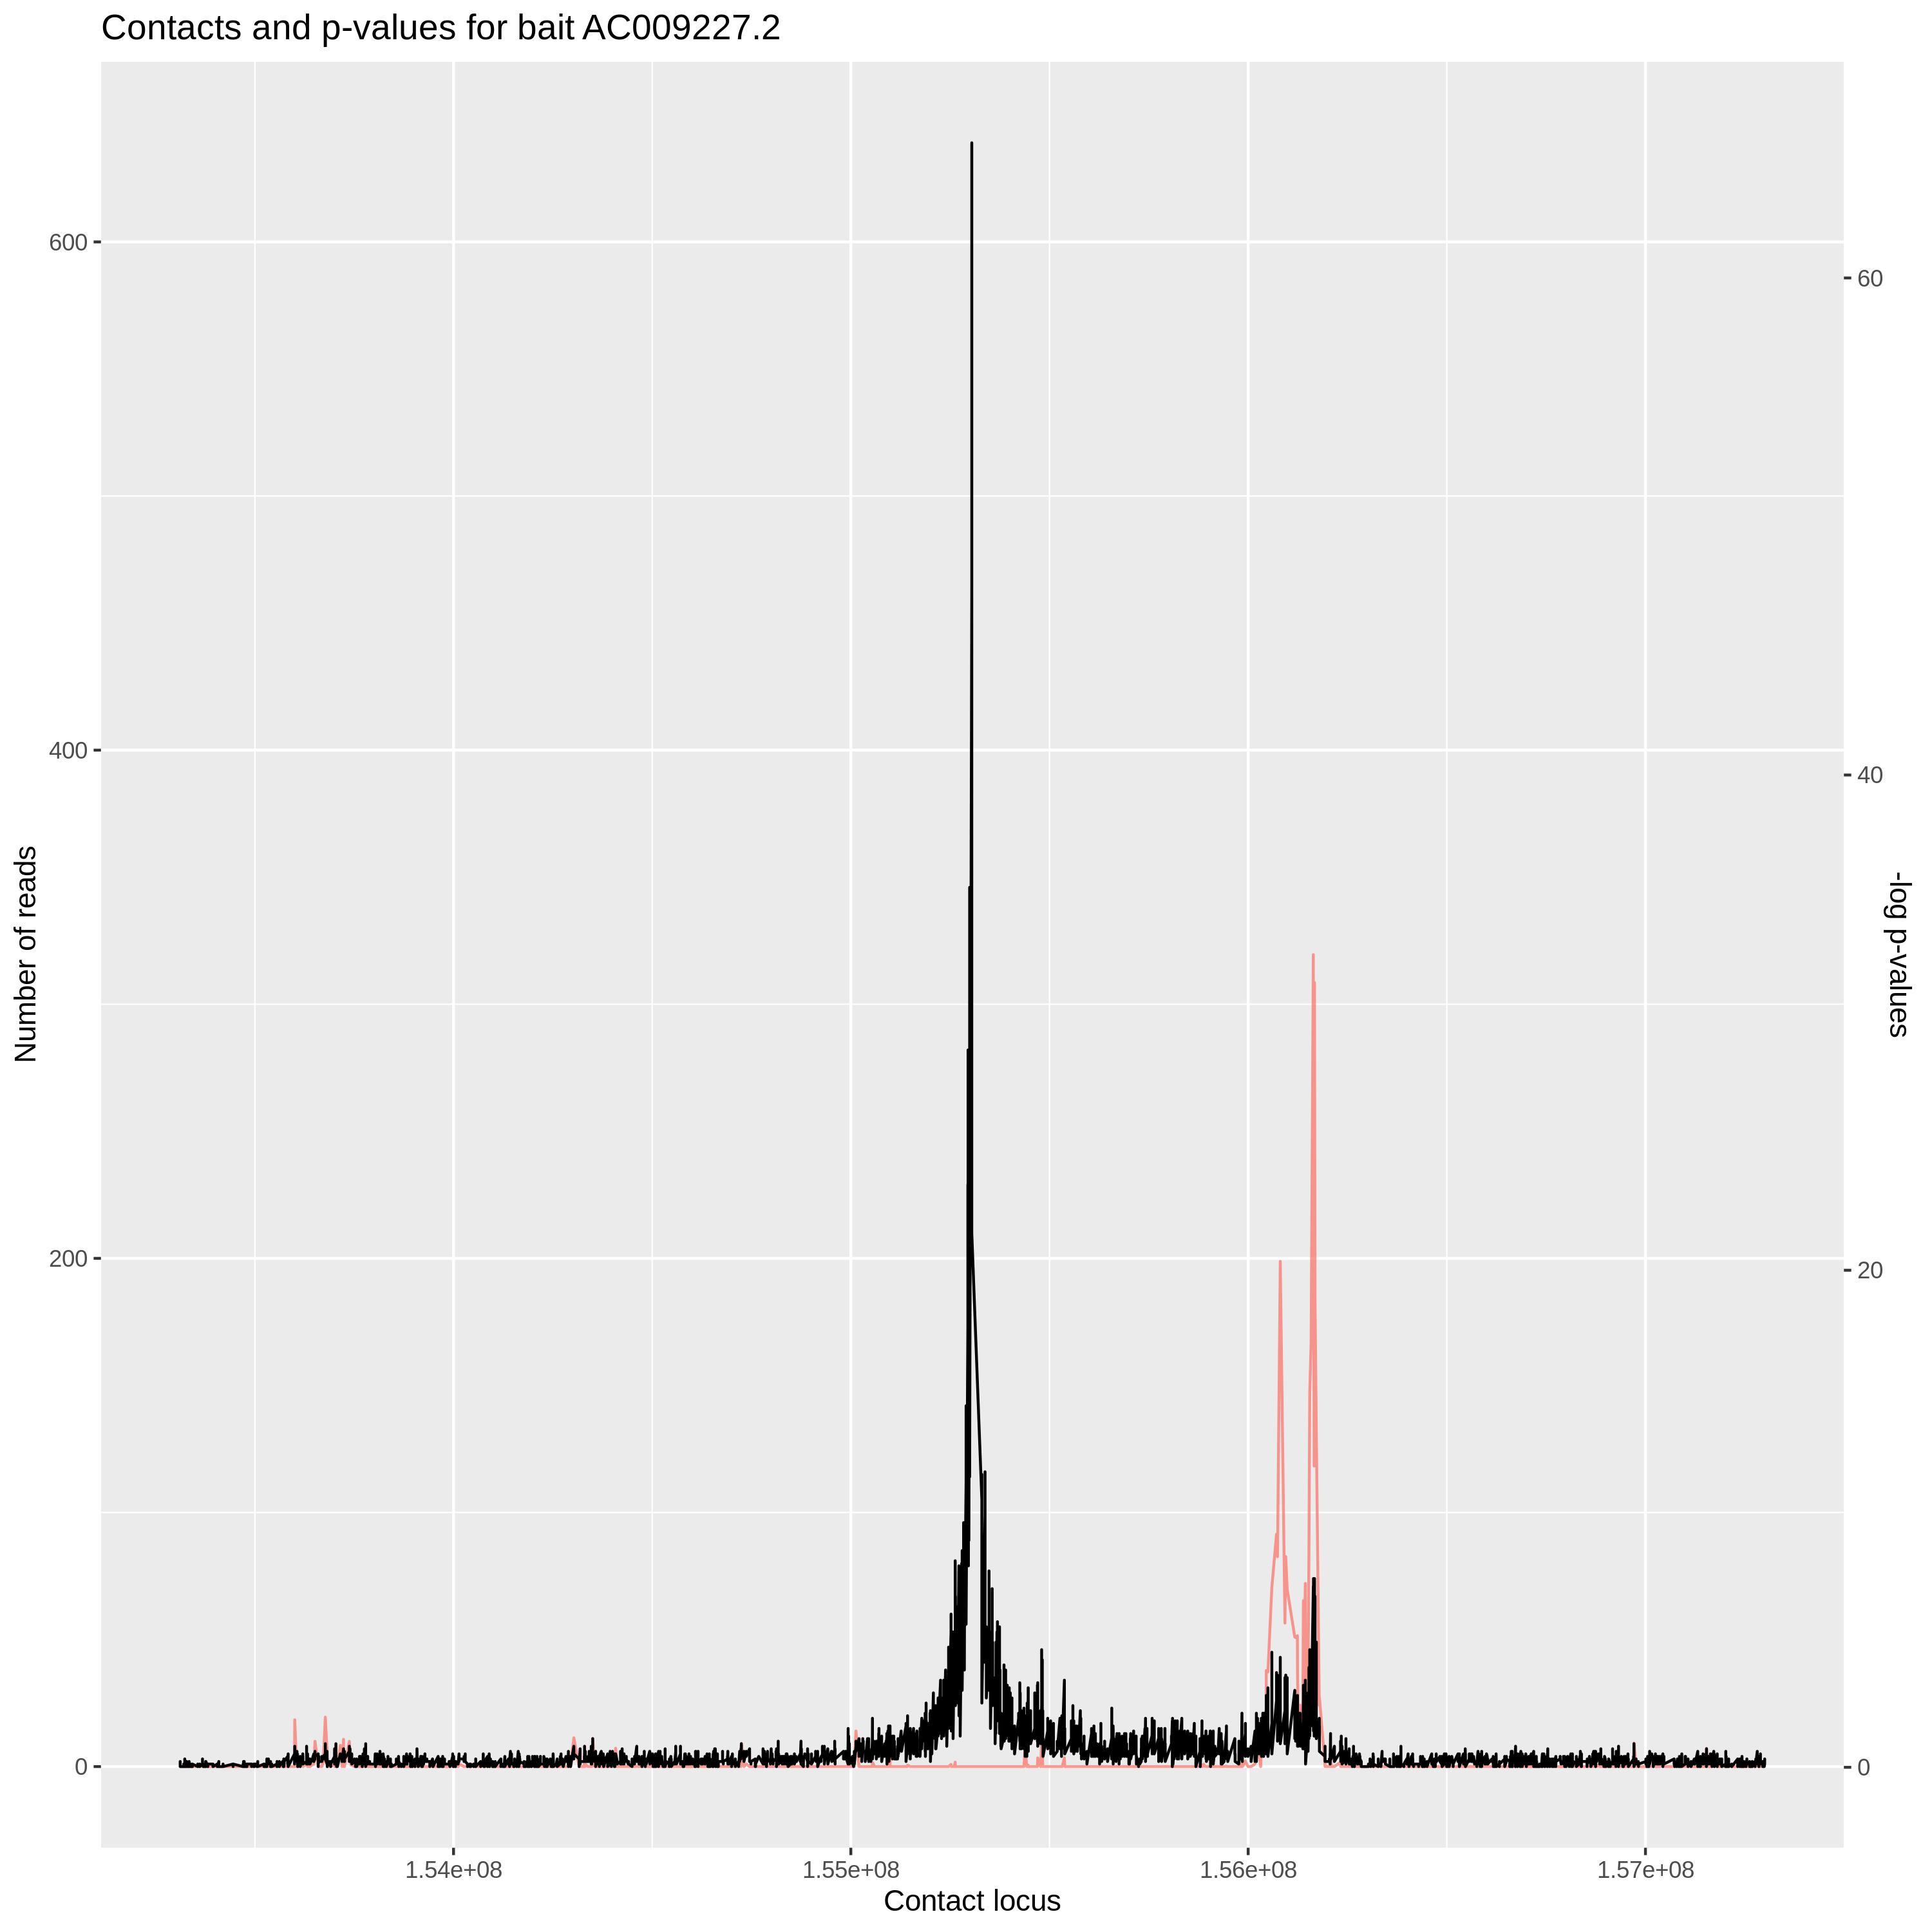 Contacts and p-values for bait AC009227.2
600
400
200
0
60
40
20
0
Number of reads
-log p-values
1.54e+08
1.55e+08
1.56e+08
1.57e+08
Contact locus